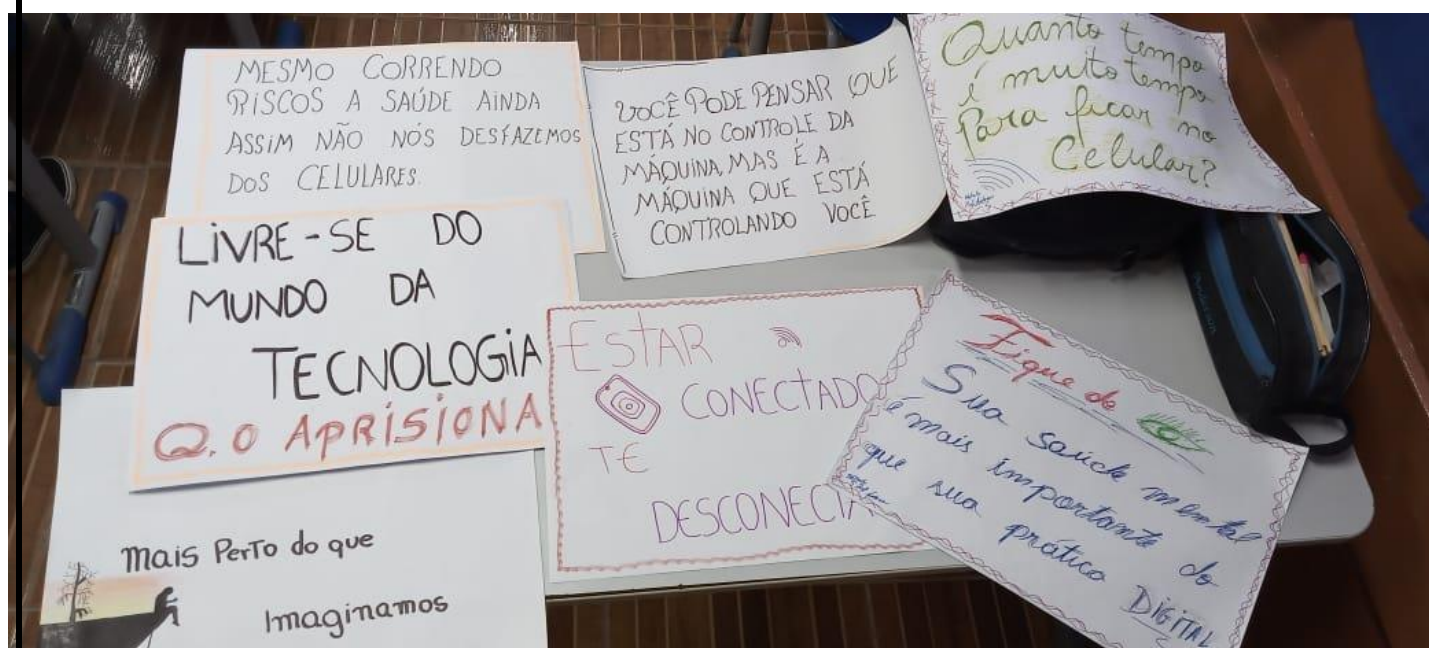 MESMO CORRENDO
RISCOS A SAÚDE AINDA
ASSIM NÃO NÓS DESFAZEMOS
DOS CELULARES.
VOCÊ PODE PENSAR QUE
ESTÁ NO CONTROLE DA
MÁQUINA, MAS É A
MÁQUINA QUE ESTÁ
CONTROLANDO VOCÊ
Quanto tempo
é muito tempo
Para ficar no
Celular?
LIVRE-SE DO
MUNDO DA
TECNOLOGIA
Q.O APRISIONA
ESTAR
CONECTADO
TE
DESCONECTA
Fique de
Sua saúde mental
é mais importante do
que sua prática
DIGITAL
Mais Perto do que
Imaginamos